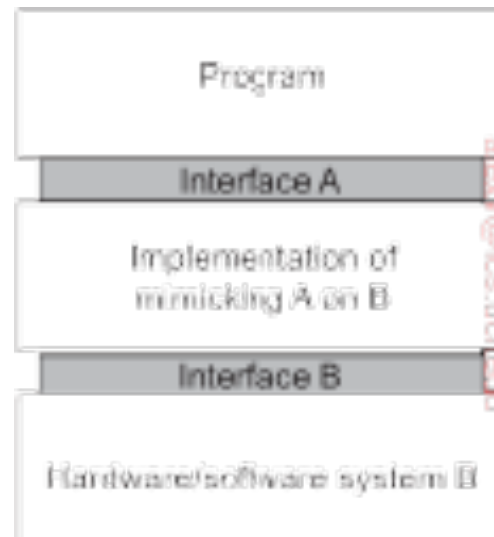 Program
Interface A
Implementation of
mimicking A on B
Interface B
Hardware/software system B